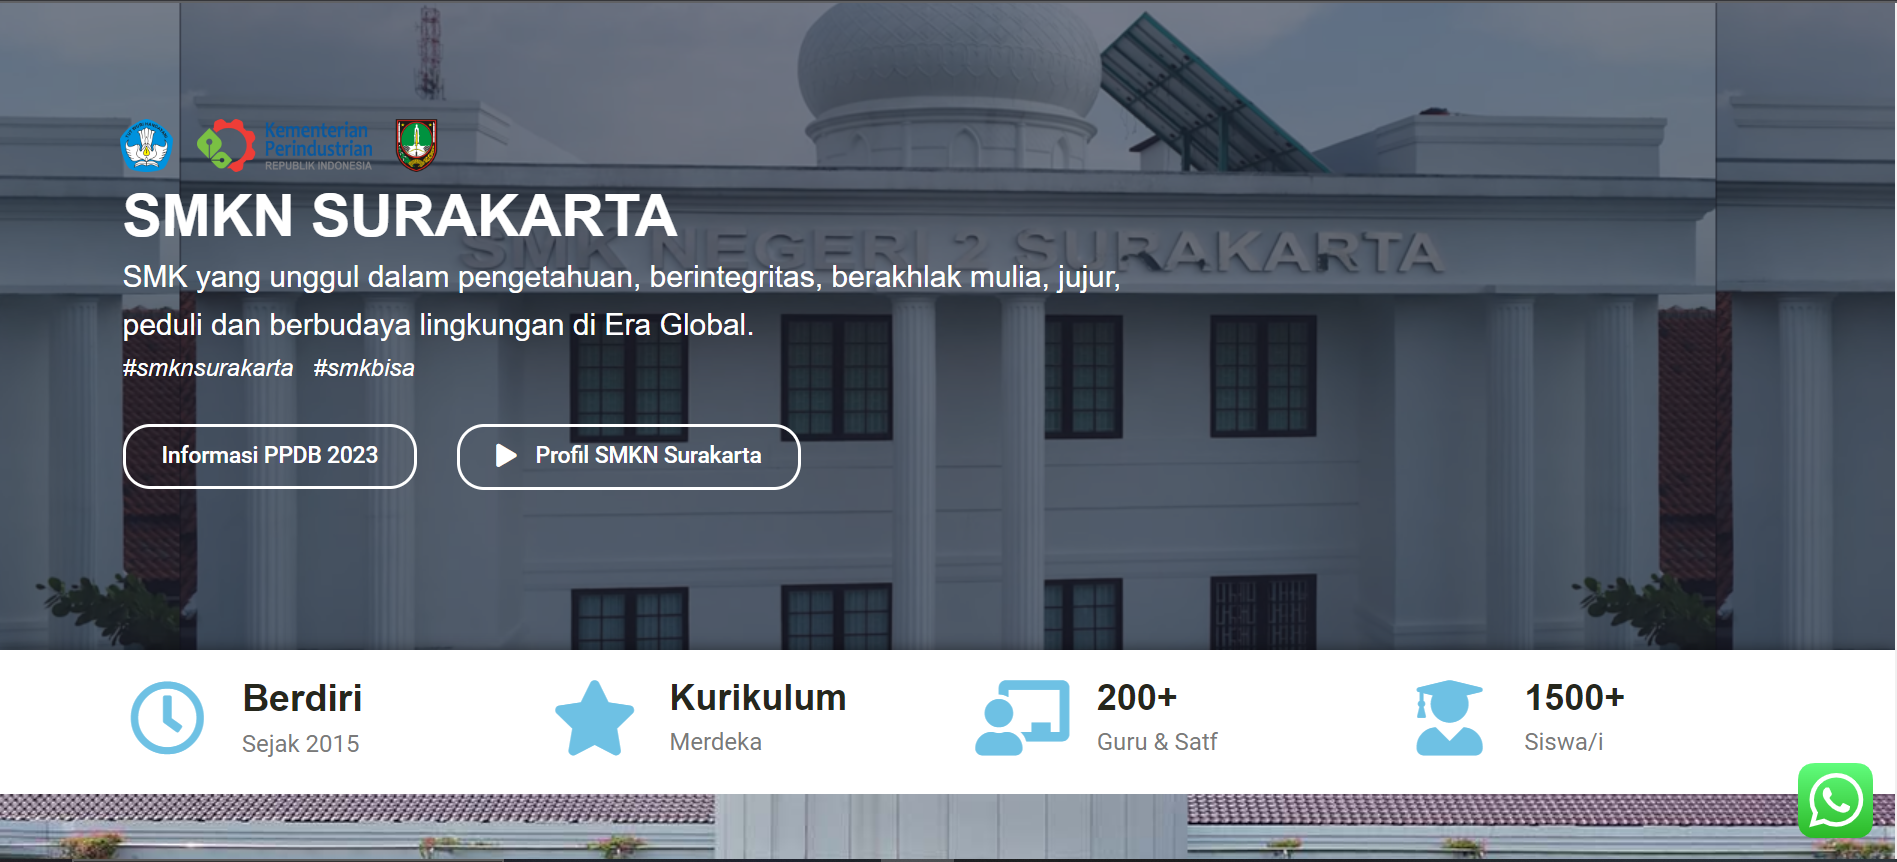 Kementerian
Perindustrian
REPUBLIK INDONESIA
SMKN SURAKARTA
SMK NEGERI 2 SURAKARTA
SMK yang unggul dalam pengetahuan, berintegritas, berakhlak mulia, jujur,
peduli dan berbudaya lingkungan di Era Global.
#smknsurakarta #smkbisa
Informasi PPDB 2023
Profil SMKN Surakarta
Berdiri
Sejak 2015
Kurikulum
Merdeka
200+
Guru & Satf
1500+
Siswa/i